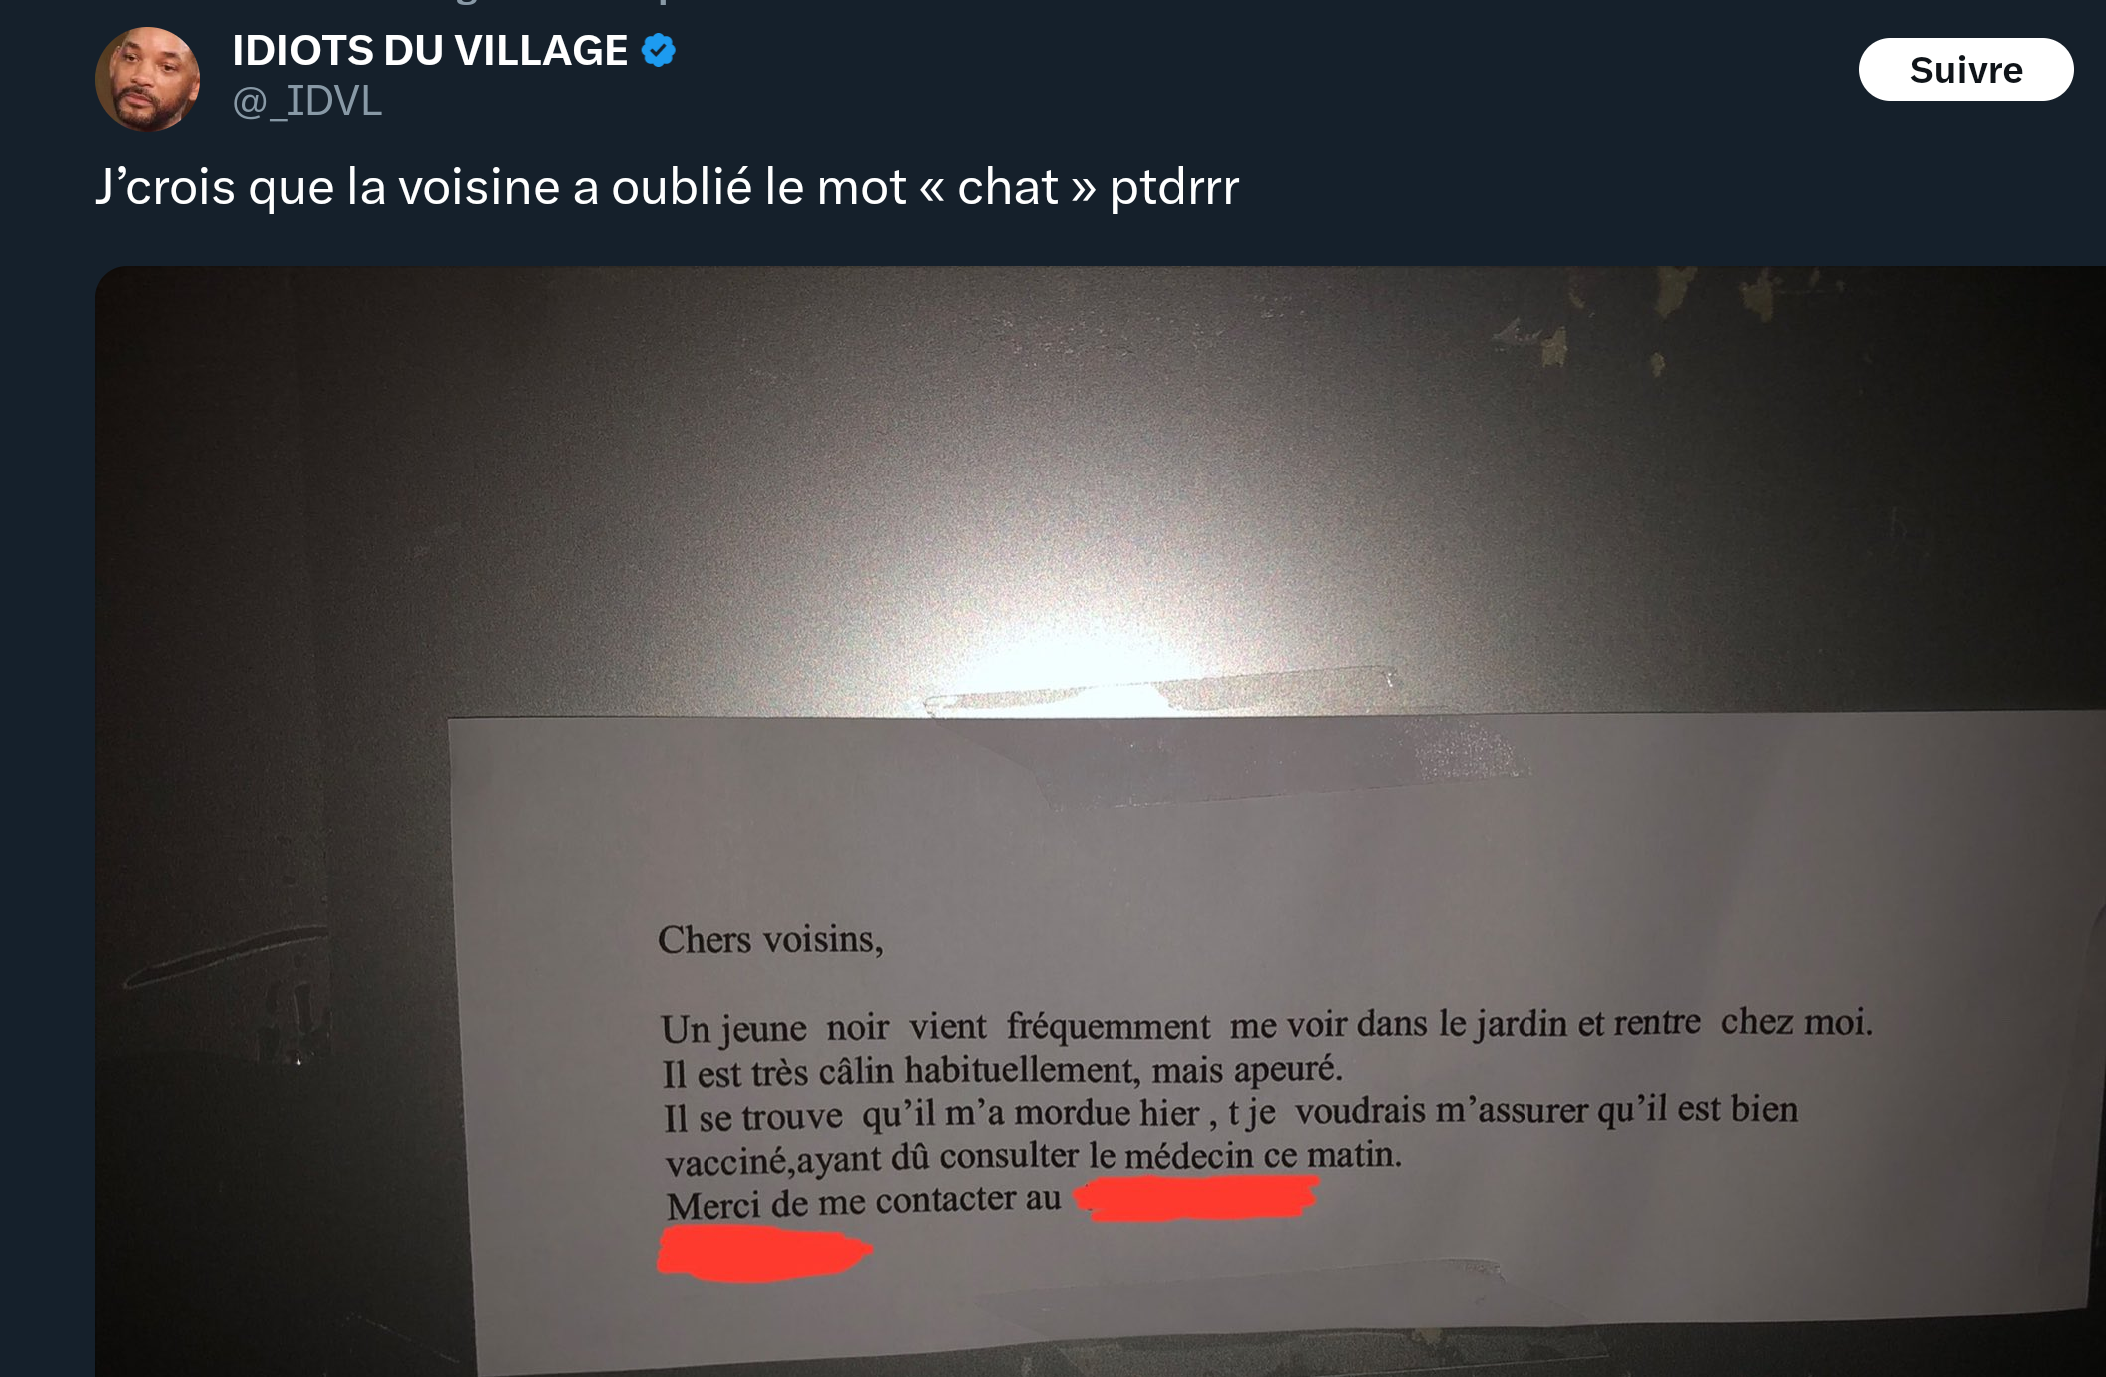 IDIOTS DU VILLAGE
@_IDVL
Suivre
J’crois que la voisine a oublié le mot « chat » ptdrrr
Chers voisins,
Un jeune noir vient fréquemment me voir dans le jardin et rentre chez moi.
Il est très câlin habituellement, mais apeuré.
Il se trouve qu’il m’a mordue hier , t je voudrais m’assurer qu’il est bien
vacciné,ayant dû consulter le médecin ce matin.
Merci de me contacter au